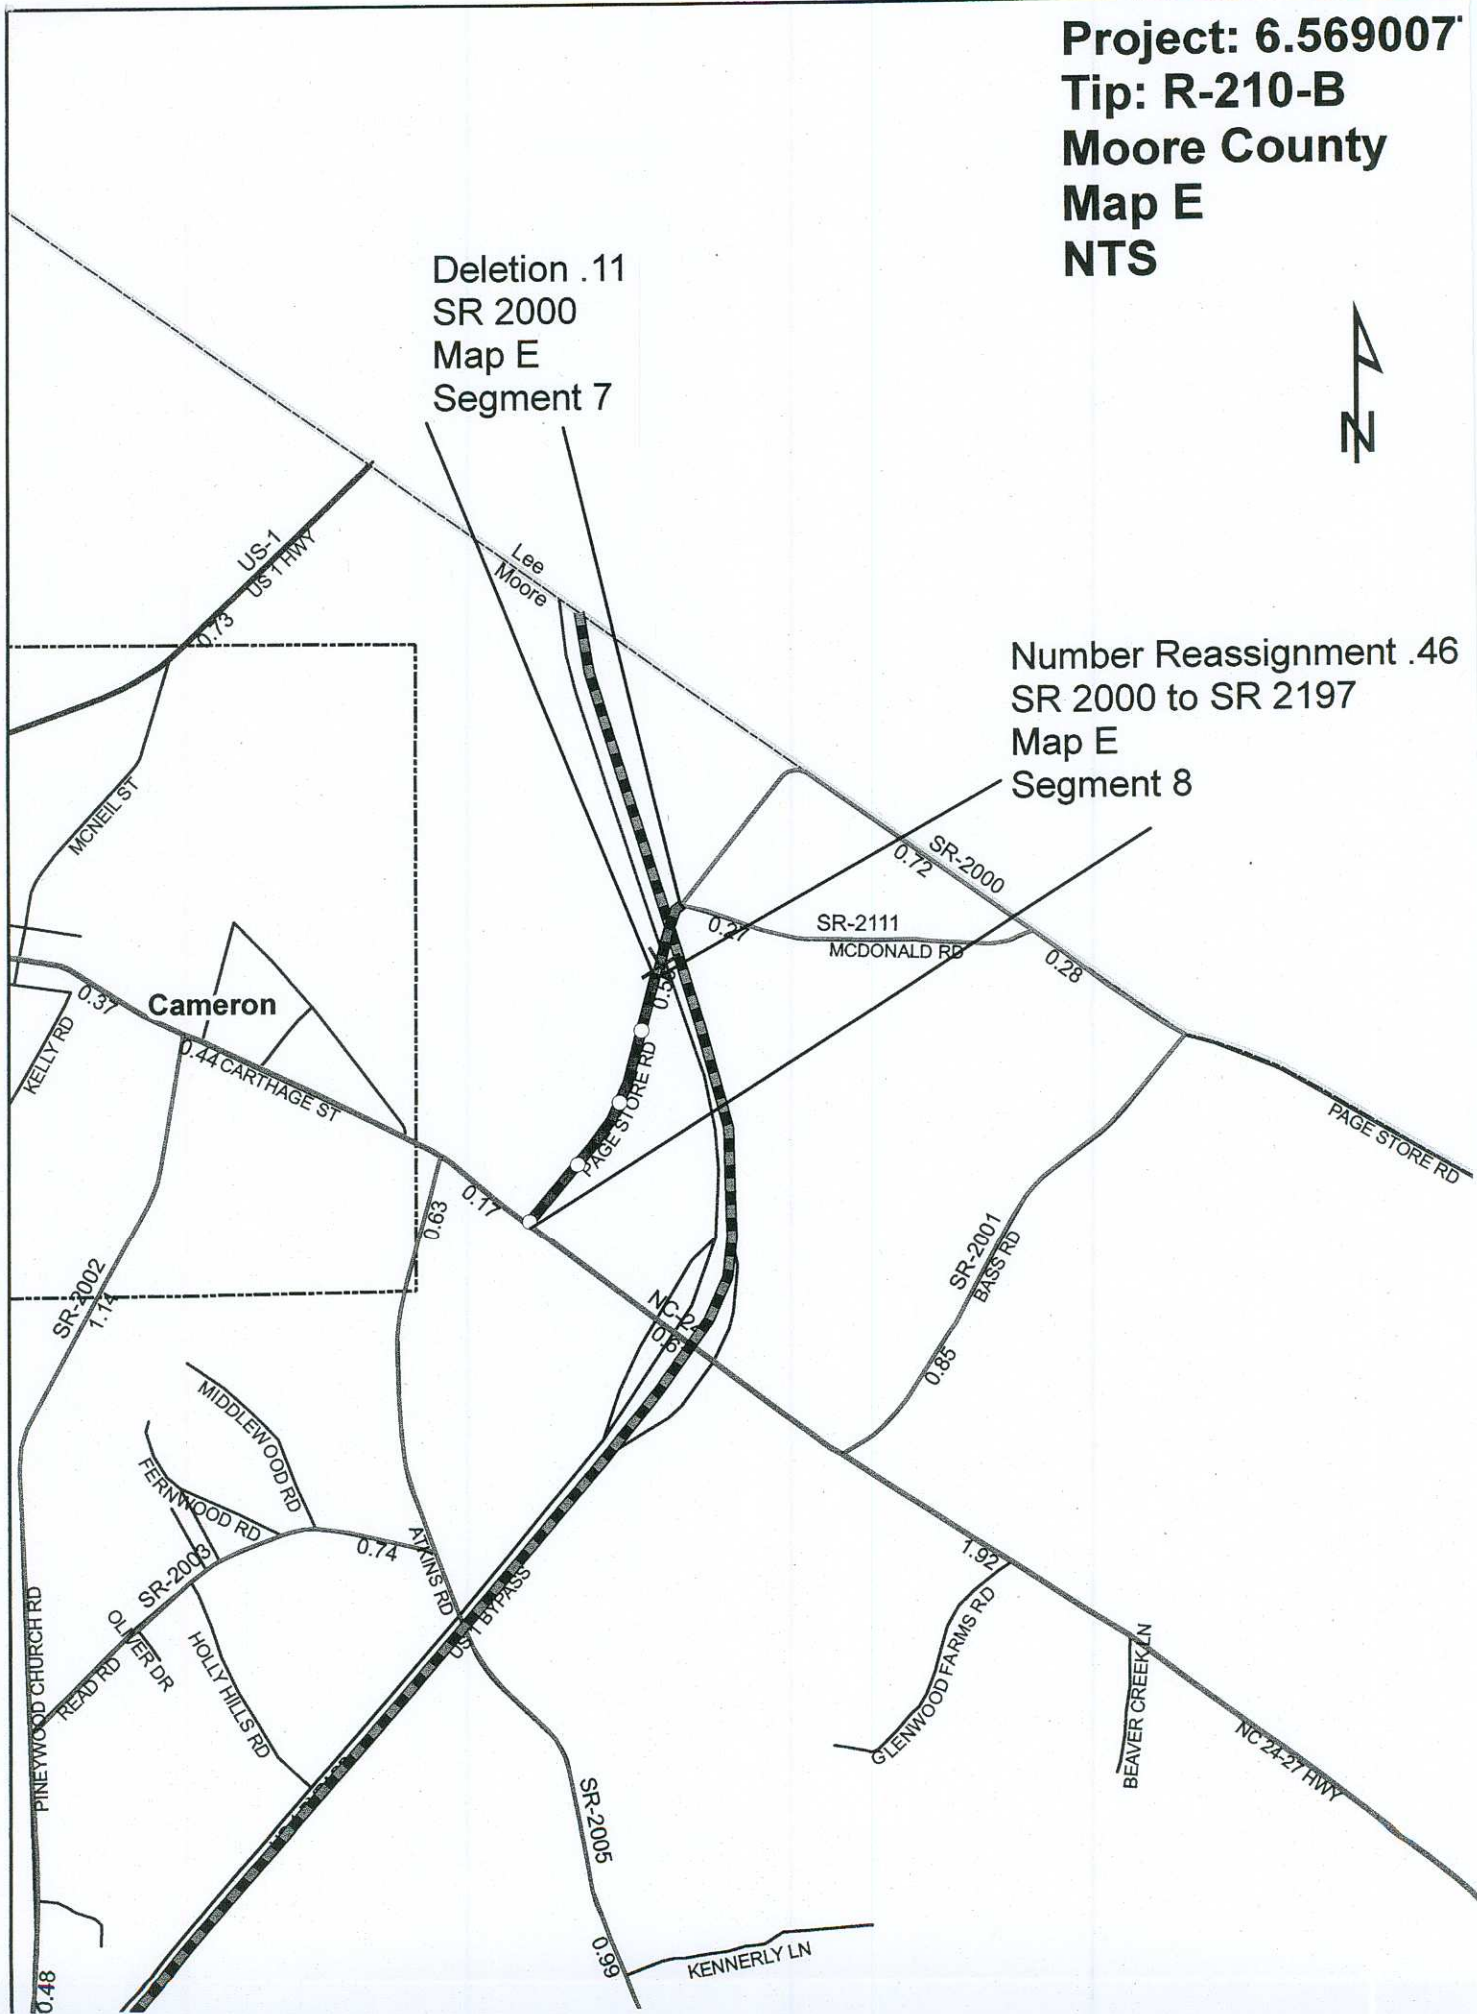 Project: 6.569007
Tip: R-210-B
Moore County
Map E
NTS
Deletion .11
SR 2000
Map E
Segment 7
N
Lee
Moore
US-1
US 1 HWY
0.73
Number Reassignment .46
SR 2000 to SR 2197
Map E
Segment 8
MCNEIL ST
SR-2000
0.72
SR-2111
0.27
MCDONALD RD
0.28
0.37
Cameron
KELLY RD
0.44
CARTHAGE ST
PAGE STORE RD
PAGE STORE RD
0.17
0.63
SR-2002
1.14
SR-2001
BASS RD
0.85
NC-24
MIDDLEWOOD RD
FERNWOOD RD
SR-2003
0.74
ATKINS RD
US 1 BYPASS
1.92
OLIVER DR
READ RD
HOLLY HILLS RD
PINEYWOOD CHURCH RD
GLENWOOD FARMS RD
BEAVER CREEK LN
NC 24-27 HWY
SR-2005
0.99
KENNERLY LN
0.48